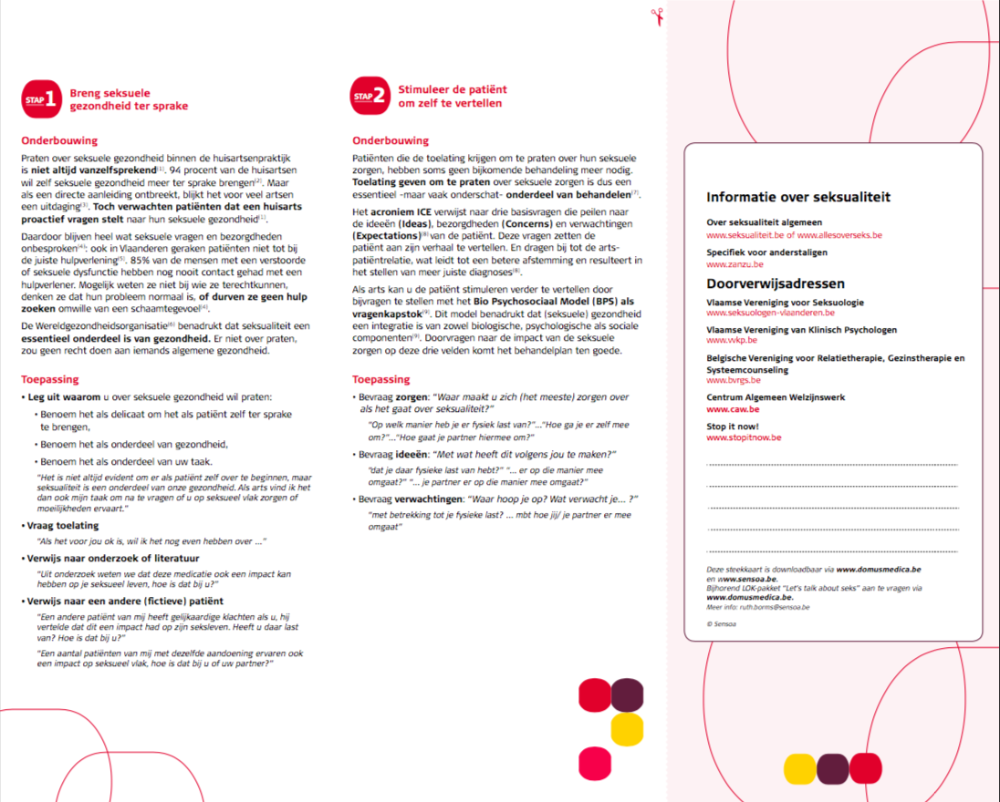 STAP 1
Breng seksuele
gezondheid ter sprake
Onderbouwing
Praten over seksuele gezondheid binnen de huisartsenpraktijk
is niet altijd vanzelfsprekend(1). 94 procent van de huisartsen
wil zelf seksuele gezondheid meer ter sprake brengen(2). Maar
als een directe aanleiding ontbreekt, blijkt het voor veel artsen
een uitdaging(3). Toch verwachten patiënten dat een huisarts
proactief vragen stelt naar hun seksuele gezondheid(1).
Daardoor blijven heel wat seksuele vragen en bezorgdheden
onbesproken(4): ook in Vlaanderen geraken patiënten niet tot bij
de juiste hulpverlening(5). 85% van de mensen met een verstoorde
of seksuele dysfunctie hebben nog nooit contact gehad met een
hulpverlener. Mogelijk weten ze niet bij wie ze terechtkunnen,
denken ze dat hun probleem normaal is, of durven ze geen hulp
zoeken omwille van een schaamtegevoel(4).
De Wereldgezondheidsorganisatie(6) benadrukt dat seksualiteit een
essentieel onderdeel is van gezondheid. Er niet over praten,
zou geen recht doen aan iemands algemene gezondheid.
Toepassing
• Leg uit waarom u over seksuele gezondheid wil praten:
• Benoem het als delicaat om het als patiënt zelf ter sprake
te brengen,
• Benoem het als onderdeel van gezondheid,
• Benoem het als onderdeel van uw taak.
"Het is niet altijd evident om er als patiënt zelf over te beginnen, maar
seksualiteit is een onderdeel van onze gezondheid. Als arts vind ik het
dan ook mijn taak om na te vragen of u op seksueel vlak zorgen of
moeilijkheden ervaart."
• Vraag toelating
"Als het voor jou ok is, wil ik het nog even hebben over ..."
• Verwijs naar onderzoek of literatuur
"Uit onderzoek weten we dat deze medicatie ook een impact kan
hebben op je seksueel leven, hoe is dat bij u?"
• Verwijs naar een andere (fictieve) patiënt
"Een andere patiënt van mij heeft gelijkaardige klachten als u, hij
vertelde dat dit een impact had op zijn seksleven. Heeft u daar last
van? Hoe is dat bij u?"
"Een aantal patiënten van mij met dezelfde aandoening ervaren ook
een impact op seksueel vlak, hoe is dat bij u of uw partner?"
STAP 2
Stimuleer de patiënt
om zelf te vertellen
Onderbouwing
Patiënten die de toelating krijgen om te praten over hun seksuele
zorgen, hebben soms geen bijkomende behandeling meer nodig.
Toelating geven om te praten over seksuele zorgen is dus een
essentieel -maar vaak onderschat- onderdeel van behandelen(7).
Het acroniem ICE verwijst naar drie basisvragen die peilen naar
de ideeën (Ideas), bezorgdheden (Concerns) en verwachtingen
(Expectations)(8) van de patiënt. Deze vragen zetten de
patiënt aan zijn verhaal te vertellen. En dragen bij tot de arts-
patiëntrelatie, wat leidt tot een betere afstemming en resulteert in
het stellen van meer juiste diagnoses(8).
Als arts kan u de patiënt stimuleren verder te vertellen door
bijvragen te stellen met het Bio Psychosociaal Model (BPS) als
vragenkapstok(9). Dit model benadrukt dat (seksuele) gezondheid
een integratie is van zowel biologische, psychologische als sociale
componenten(9). Doorvragen naar de impact van de seksuele
zorgen op deze drie velden komt het behandelplan ten goede.
Toepassing
• Bevraag zorgen: "Waar maakt u zich (het meeste) zorgen over
als het gaat over seksualiteit?"
"Op welk manier heb je er fysiek last van?"..."Hoe ga je er zelf mee
om?"..."Hoe gaat je partner hiermee om?"
• Bevraag ideeën: "Met wat heeft dit volgens jou te maken?"
"dat je daar fysieke last van hebt?" "... er op die manier mee
omgaat?" "... je partner er op die manier mee omgaat?"
• Bevraag verwachtingen: "Waar hoop je op? Wat verwacht je... ?"
"met betrekking tot je fysieke last? ... mbt hoe jij/ je partner er mee
omgaat"
Informatie over seksualiteit
Over seksualiteit algemeen
www.seksualiteit.be of www.allesoverseks.be
Specifiek voor anderstaligen
www.zanzu.be
Doorverwijsadressen
Vlaamse Vereniging voor Seksuologie
www.seksuologen-vlaanderen.be
Vlaamse Vereniging van Klinisch Psychologen
www.vvkp.be
Belgische Vereniging voor Relatietherapie, Gezinstherapie en
Systeemcounseling
www.bvrgs.be
Centrum Algemeen Welzijnswerk
www.caw.be
Stop it now!
www.stopitnow.be
Deze steekkaart is downloadbaar via www.domusmedica.be
en www.sensoa.be.
Bijhorend LOK-pakket "Let's talk about seks" aan te vragen via
www.domusmedica.be.
Meer info: ruth.borms@sensoa.be
© Sensoa